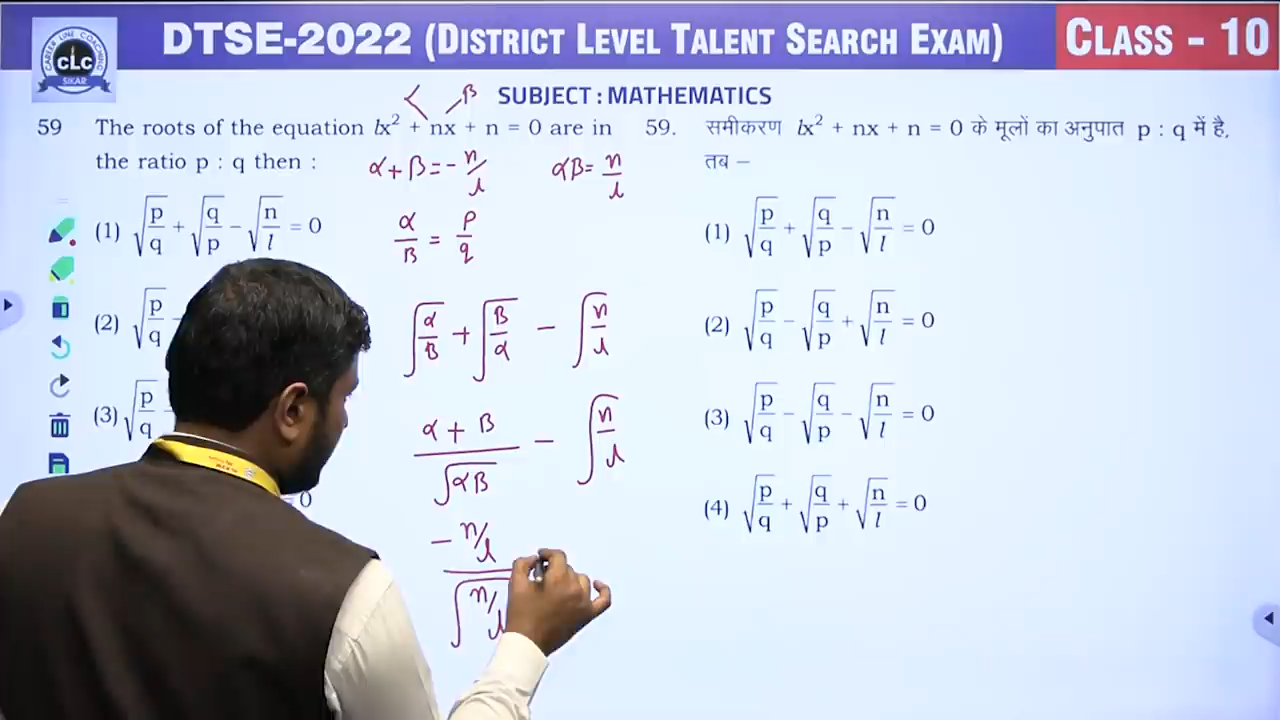 DTSE-2022 (DISTRICT LEVEL TALENT SEARCH EXAM)
CLASS - 10
CAREER LINE COACHING
CLC
SIKAR
SUBJECT : MATHEMATICS
59 The roots of the equation lx² + nx + n = 0 are in
the ratio p : q then :
(1) √(p/q) + √(q/p) − √(n/l) = 0
(2) √(p/q)
(3) √(p/q)
= 0
β
α + β = − n/l αβ = n/l
α/β = p/q
√(α/β) + √(β/α) − √(n/l)
(α + β)/√(αβ) − √(n/l)
(− n/l)/√(n/l)
59. समीकरण lx² + nx + n = 0 के मूलों का अनुपात p : q में है,
तब −
(1) √(p/q) + √(q/p) − √(n/l) = 0
(2) √(p/q) − √(q/p) + √(n/l) = 0
(3) √(p/q) − √(q/p) − √(n/l) = 0
(4) √(p/q) + √(q/p) + √(n/l) = 0